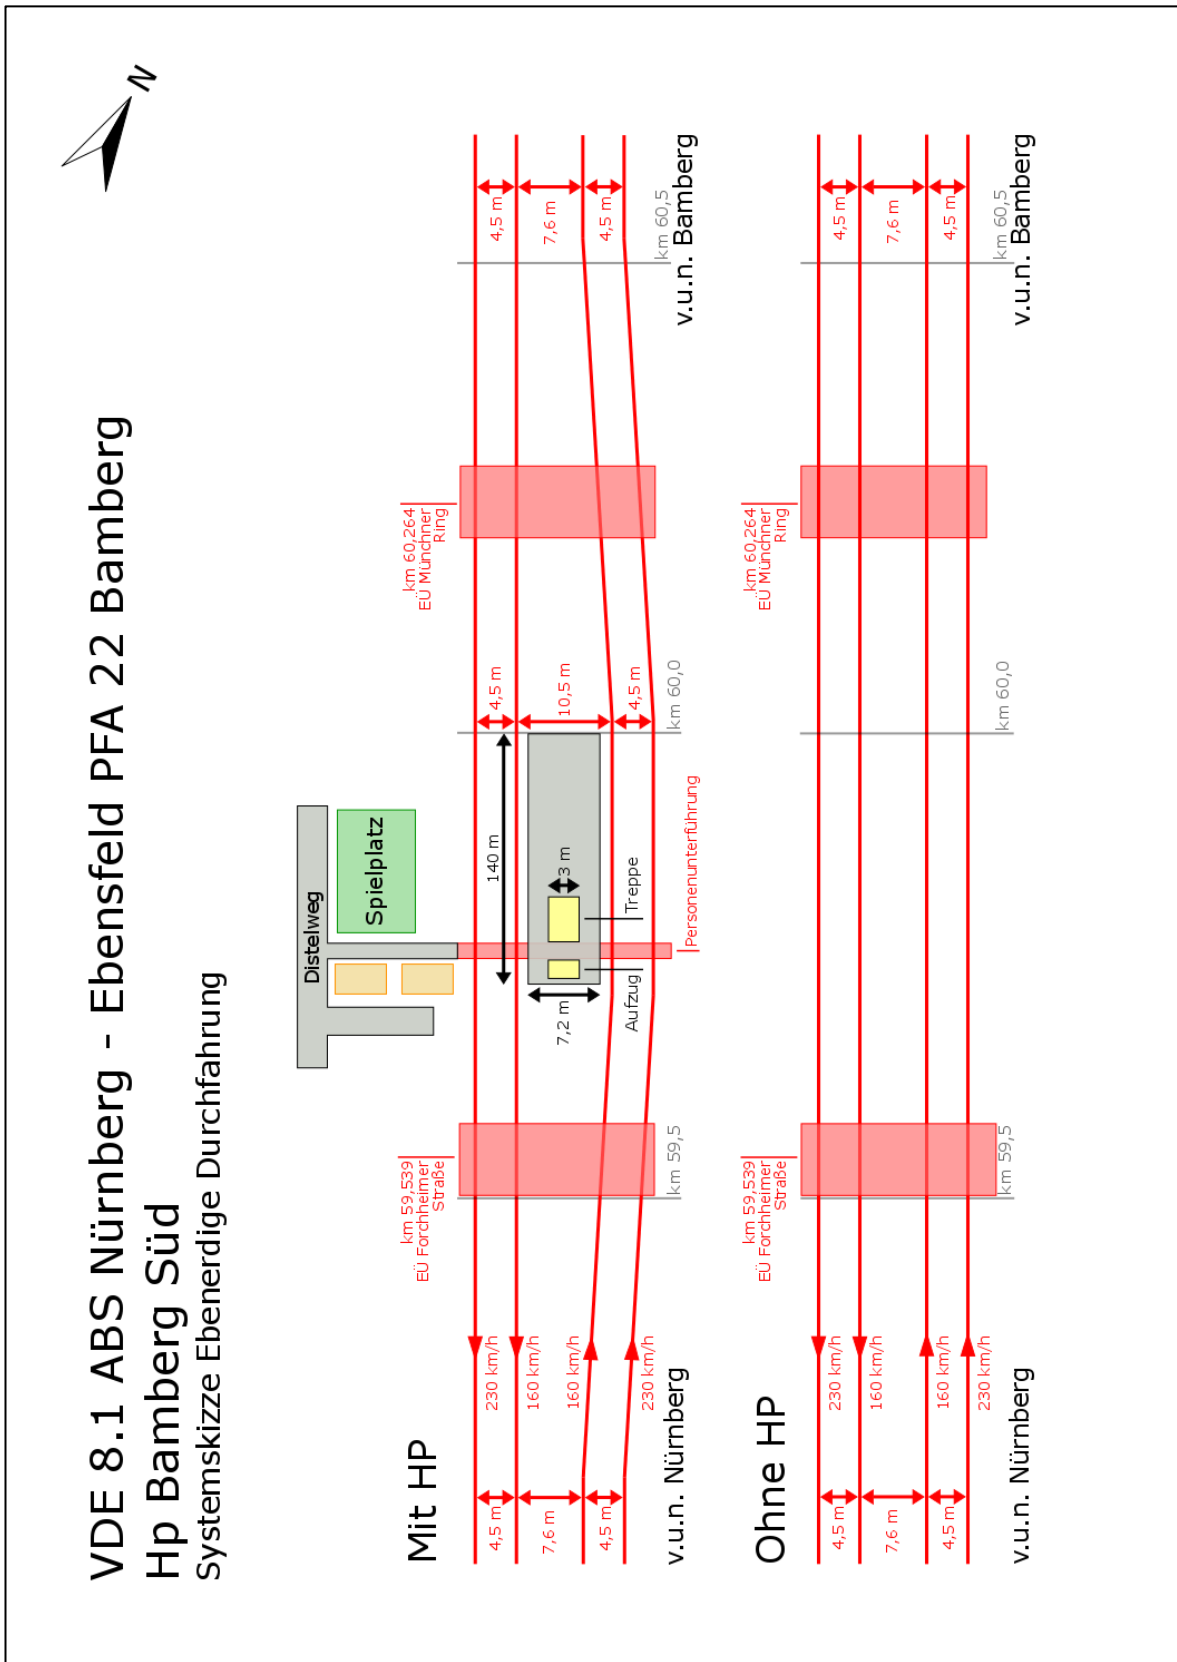 VDE 8.1 ABS Nürnberg - Ebensfeld PFA 22 Bamberg
Hp Bamberg Süd
Systemskizze Ebenerdige Durchfahrung
N
Distelweg
Spielplatz
Mit HP
km 59,539
EÜ Forchheimer
Straße
km 60,264
EÜ Münchner
Ring
4,5 m
7,6 m
4,5 m
230 km/h
160 km/h
160 km/h
230 km/h
v.u.n. Nürnberg
km 59,5
140 m
7,2 m
3 m
Aufzug
Treppe
Personenunterführung
4,5 m
10,5 m
4,5 m
km 60,0
4,5 m
7,6 m
4,5 m
km 60,5
v.u.n. Bamberg
Ohne HP
km 59,539
EÜ Forchheimer
Straße
km 60,264
EÜ Münchner
Ring
4,5 m
7,6 m
4,5 m
230 km/h
160 km/h
160 km/h
230 km/h
v.u.n. Nürnberg
km 59,5
km 60,0
4,5 m
7,6 m
4,5 m
km 60,5
v.u.n. Bamberg